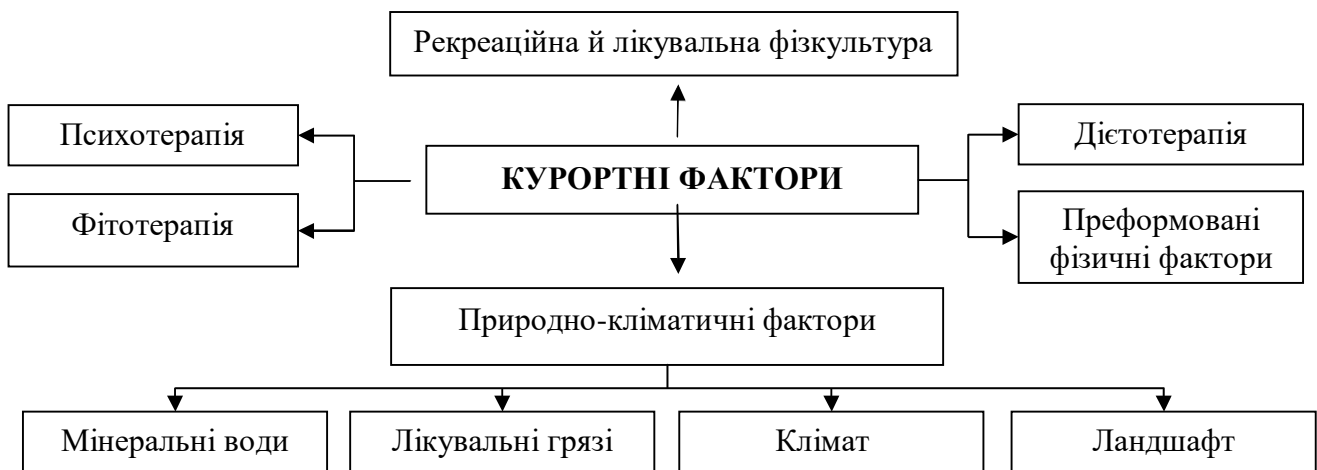 Рекреаційна й лікувальна фізкультура
Психотерапія
Дієтотерапія
КУРОРТНІ ФАКТОРИ
Фітотерапія
Преформовані
фізичні фактори
Природно-кліматичні фактори
Мінеральні води
Лікувальні грязі
Клімат
Ландшафт